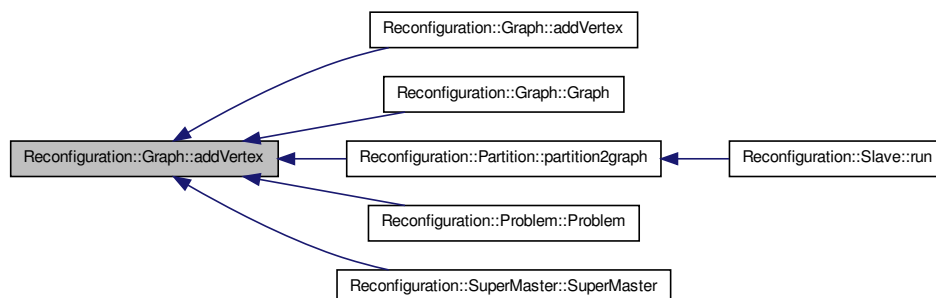 Reconfiguration::Graph::addVertex
Reconfiguration::Graph::Graph
Reconfiguration::Graph::addVertex
Reconfiguration::Partition::partition2graph
Reconfiguration::Slave::run
Reconfiguration::Problem::Problem
Reconfiguration::SuperMaster::SuperMaster